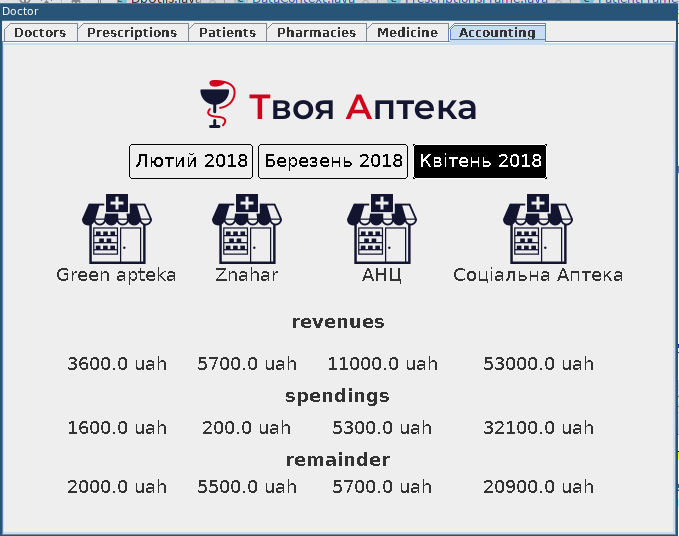 Doctor
Doctors Prescriptions Patients Pharmacies Medicine Accounting
Твоя Аптека
Лютий 2018 Березень 2018 Квітень 2018
Green apteka Znahar АНЦ Соціальна Аптека
revenues
3600.0 uah 5700.0 uah 11000.0 uah 53000.0 uah
spendings
1600.0 uah 200.0 uah 5300.0 uah 32100.0 uah
remainder
2000.0 uah 5500.0 uah 5700.0 uah 20900.0 uah